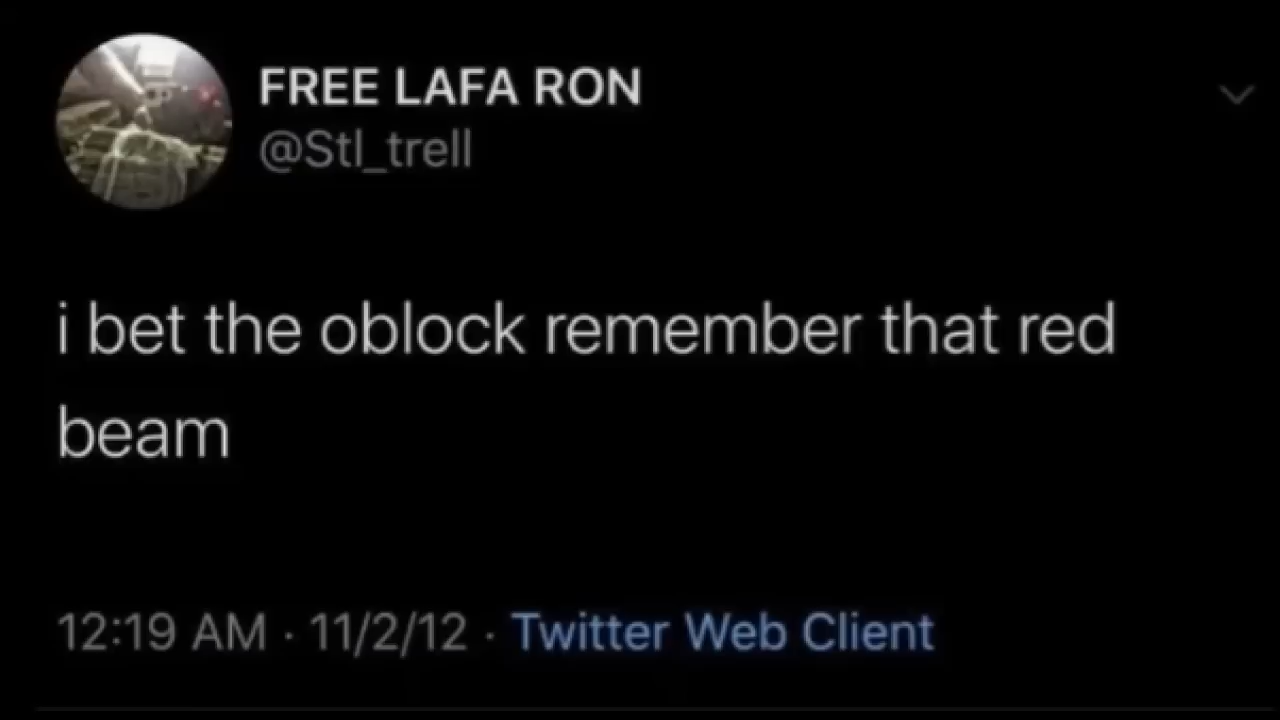 FREE LAFA RON
@Stl_trell
i bet the oblock remember that red
beam
12:19 AM · 11/2/12 · Twitter Web Client